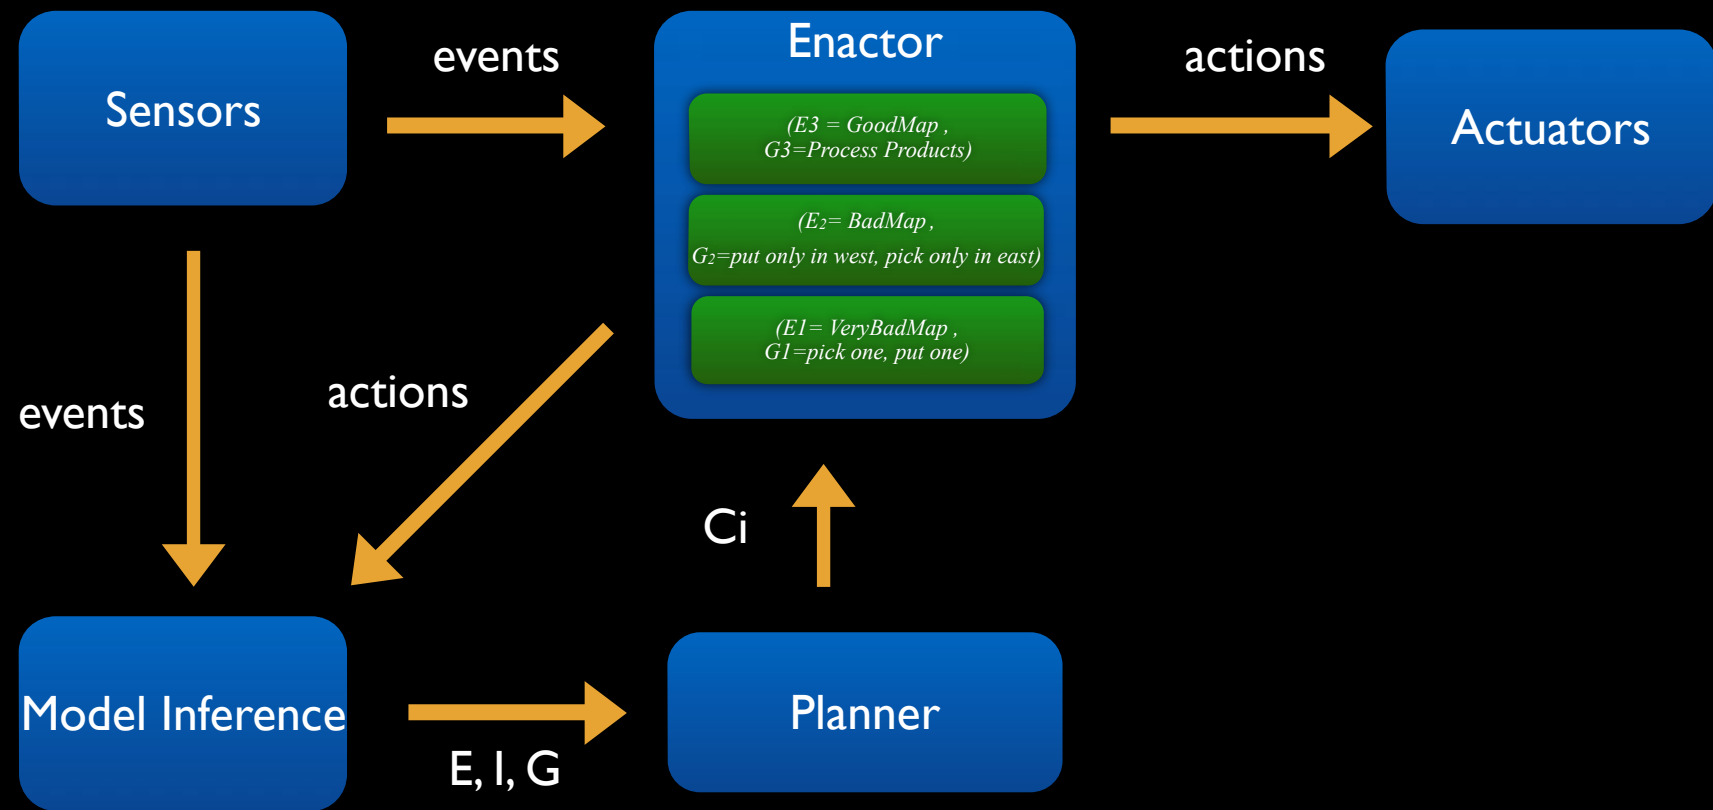 Sensors
events
Enactor
(E3 = GoodMap ,
G3=Process Products)
(E2= BadMap ,
G2=put only in west, pick only in east)
(E1= VeryBadMap ,
G1=pick one, put one)
actions
Actuators
events
actions
Ci
Model Inference
E, I, G
Planner